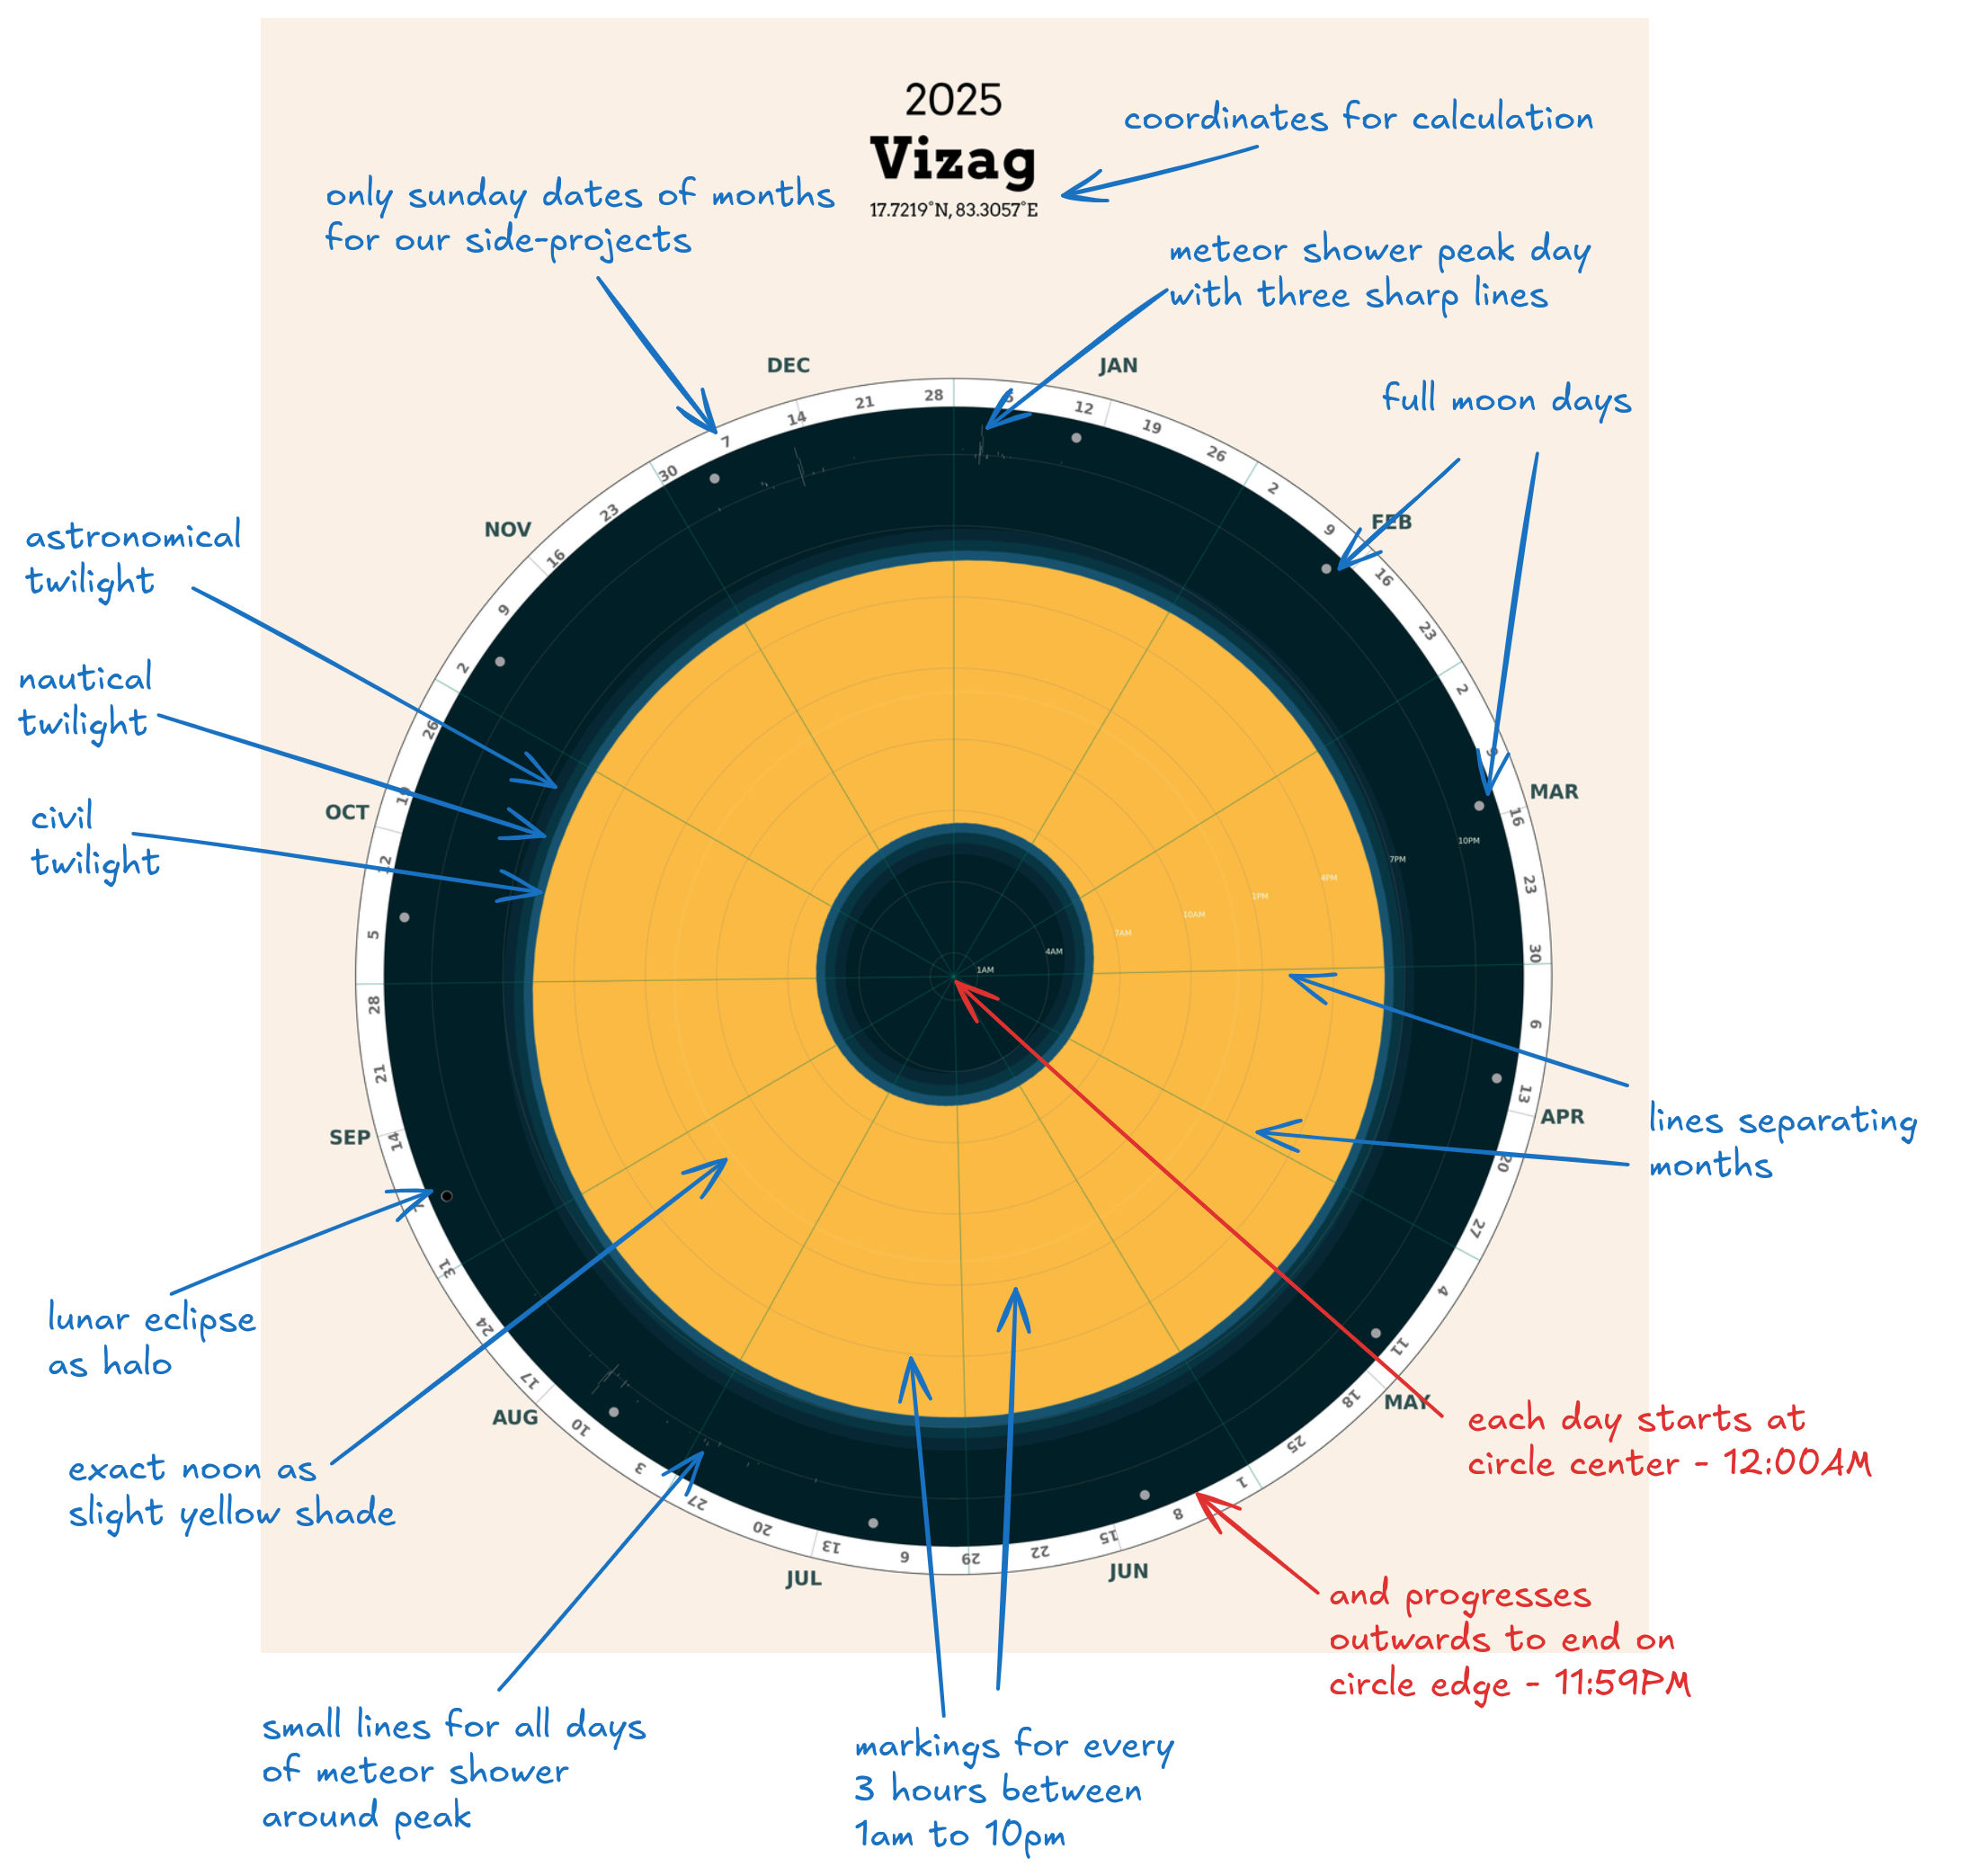 2025
Vizag
17.7219°N, 83.3057°E
coordinates for calculation
only sunday dates of months
for our side-projects
meteor shower peak day
with three sharp lines
full moon days
astronomical
twilight
nautical
twilight
civil
twilight
lunar eclipse
as halo
exact noon as
slight yellow shade
small lines for all days
of meteor shower
around peak
markings for every
3 hours between
1am to 10pm
and progresses
outwards to end on
circle edge - 11:59PM
each day starts at
circle center - 12:00AM
lines separating
months
JAN
5
12
19
26
FEB
2
9
16
23
MAR
2
9
16
23
30
APR
6
13
20
27
MAY
4
11
18
25
JUN
1
8
15
22
29
JUL
6
13
20
27
AUG
3
10
17
24
31
SEP
14
21
28
OCT
5
12
19
26
NOV
2
9
16
23
30
DEC
7
14
21
28
1AM
4AM
7AM
10AM
1PM
4PM
7PM
10PM